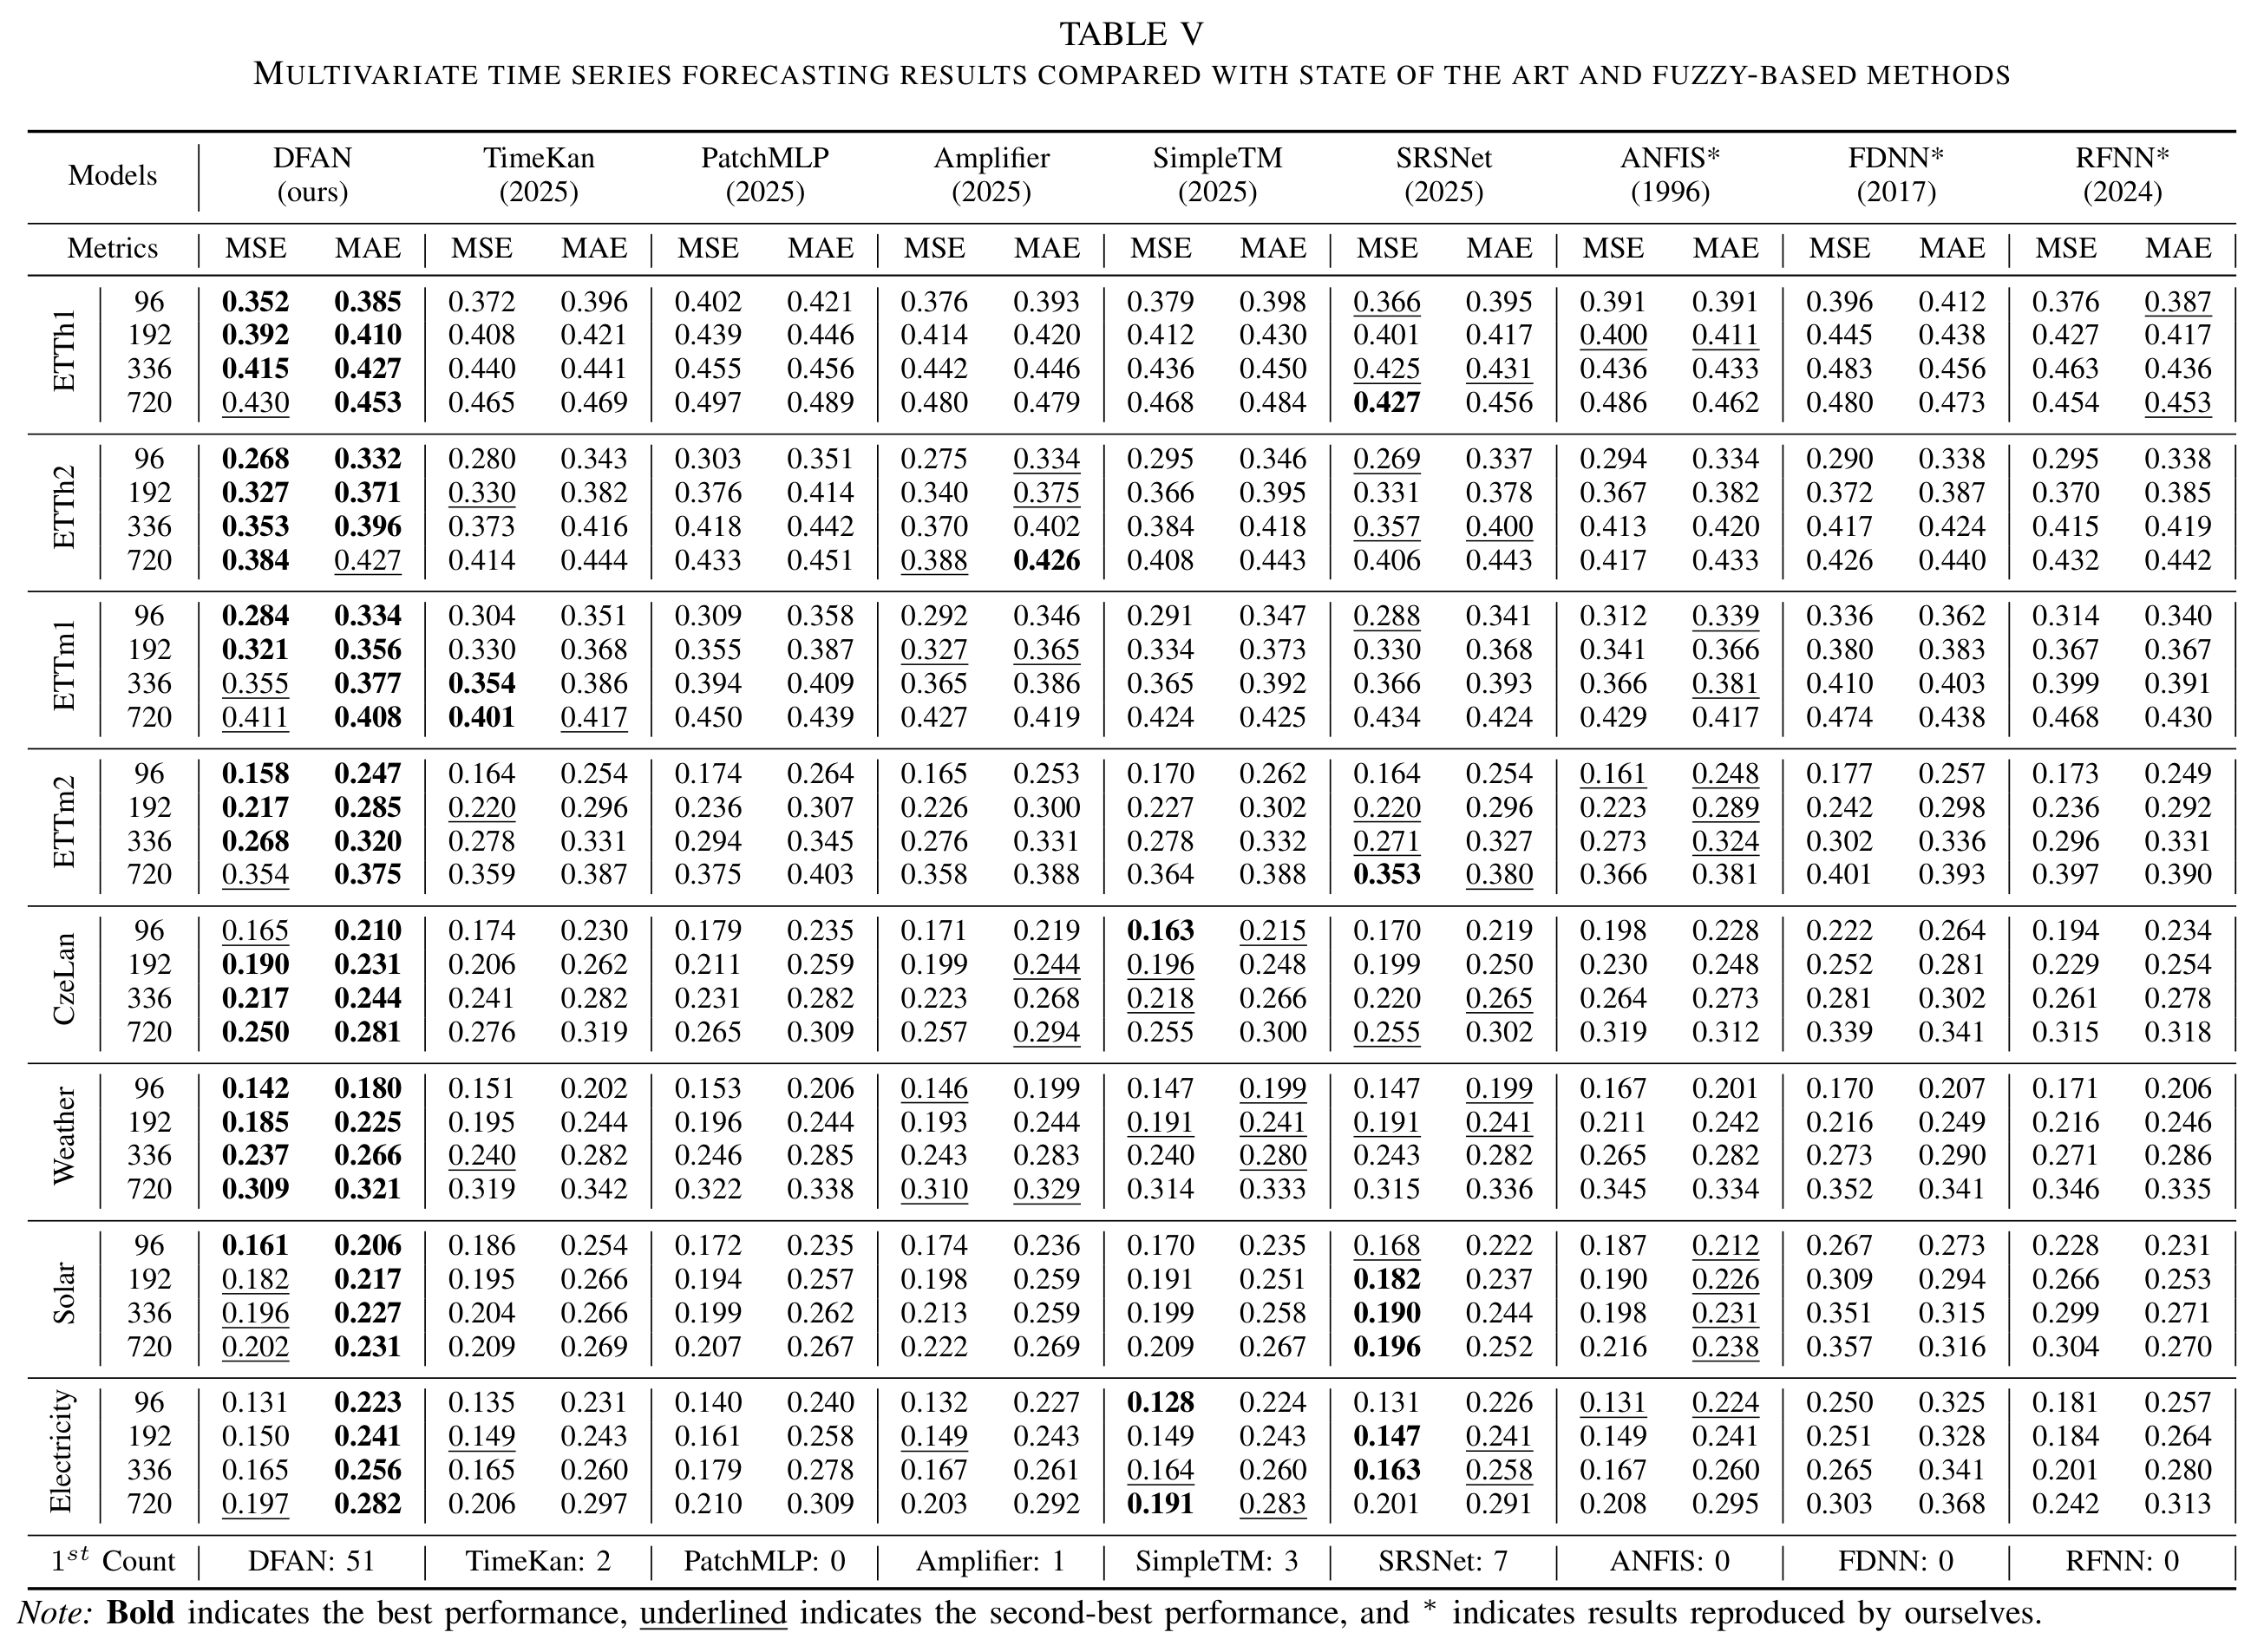 TABLE V
MULTIVARIATE TIME SERIES FORECASTING RESULTS COMPARED WITH STATE OF THE ART AND FUZZY-BASED METHODS
Models DFAN (ours) TimeKan (2025) PatchMLP (2025) Amplifier (2025) SimpleTM (2025) SRSNet (2025) ANFIS* (1996) FDNN* (2017) RFNN* (2024)
Metrics MSE MAE MSE MAE MSE MAE MSE MAE MSE MAE MSE MAE MSE MAE MSE MAE MSE MAE
ETTh1
96 0.352 0.385 0.372 0.396 0.402 0.421 0.376 0.393 0.379 0.398 0.366 0.395 0.391 0.391 0.396 0.412 0.376 0.387
192 0.392 0.410 0.408 0.421 0.439 0.446 0.414 0.420 0.412 0.430 0.401 0.417 0.400 0.411 0.445 0.438 0.427 0.417
336 0.415 0.427 0.440 0.441 0.455 0.456 0.442 0.446 0.436 0.450 0.425 0.431 0.436 0.433 0.483 0.456 0.463 0.436
720 0.430 0.453 0.465 0.469 0.497 0.489 0.480 0.479 0.468 0.484 0.427 0.456 0.486 0.462 0.480 0.473 0.454 0.453
ETTh2
96 0.268 0.332 0.280 0.343 0.303 0.351 0.275 0.334 0.295 0.346 0.269 0.337 0.294 0.334 0.290 0.338 0.295 0.338
192 0.327 0.371 0.330 0.382 0.376 0.414 0.340 0.375 0.366 0.395 0.331 0.378 0.367 0.382 0.372 0.387 0.370 0.385
336 0.353 0.396 0.373 0.416 0.418 0.442 0.370 0.402 0.384 0.418 0.357 0.400 0.413 0.420 0.417 0.424 0.415 0.419
720 0.384 0.427 0.414 0.444 0.433 0.451 0.388 0.426 0.408 0.443 0.406 0.443 0.417 0.433 0.426 0.440 0.432 0.442
ETTm1
96 0.284 0.334 0.304 0.351 0.309 0.358 0.292 0.346 0.291 0.347 0.288 0.341 0.312 0.339 0.336 0.362 0.314 0.340
192 0.321 0.356 0.330 0.368 0.355 0.387 0.327 0.365 0.334 0.373 0.330 0.368 0.341 0.366 0.380 0.383 0.367 0.367
336 0.355 0.377 0.354 0.386 0.394 0.409 0.365 0.386 0.365 0.392 0.366 0.393 0.366 0.381 0.410 0.403 0.399 0.391
720 0.411 0.408 0.401 0.417 0.450 0.439 0.427 0.419 0.424 0.425 0.434 0.424 0.429 0.417 0.474 0.438 0.468 0.430
ETTm2
96 0.158 0.247 0.164 0.254 0.174 0.264 0.165 0.253 0.170 0.262 0.164 0.254 0.161 0.248 0.177 0.257 0.173 0.249
192 0.217 0.285 0.220 0.296 0.236 0.307 0.226 0.300 0.227 0.302 0.220 0.296 0.223 0.289 0.242 0.298 0.236 0.292
336 0.268 0.320 0.278 0.331 0.294 0.345 0.276 0.331 0.278 0.332 0.271 0.327 0.273 0.324 0.302 0.336 0.296 0.331
720 0.354 0.375 0.359 0.387 0.375 0.403 0.358 0.388 0.364 0.388 0.353 0.380 0.366 0.381 0.401 0.393 0.397 0.390
CzeLan
96 0.165 0.210 0.174 0.230 0.179 0.235 0.171 0.219 0.163 0.215 0.170 0.219 0.198 0.228 0.222 0.264 0.194 0.234
192 0.190 0.231 0.206 0.262 0.211 0.259 0.199 0.244 0.196 0.248 0.199 0.250 0.230 0.248 0.252 0.281 0.229 0.254
336 0.217 0.244 0.241 0.282 0.231 0.282 0.223 0.268 0.218 0.266 0.220 0.265 0.264 0.273 0.281 0.302 0.261 0.278
720 0.250 0.281 0.276 0.319 0.265 0.309 0.257 0.294 0.255 0.300 0.255 0.302 0.319 0.312 0.339 0.341 0.315 0.318
Weather
96 0.142 0.180 0.151 0.202 0.153 0.206 0.146 0.199 0.147 0.199 0.147 0.199 0.167 0.201 0.170 0.207 0.171 0.206
192 0.185 0.225 0.195 0.244 0.196 0.244 0.193 0.244 0.191 0.241 0.191 0.241 0.211 0.242 0.216 0.249 0.216 0.246
336 0.237 0.266 0.240 0.282 0.246 0.285 0.243 0.283 0.240 0.280 0.243 0.282 0.265 0.282 0.273 0.290 0.271 0.286
720 0.309 0.321 0.319 0.342 0.322 0.338 0.310 0.329 0.314 0.333 0.315 0.336 0.345 0.334 0.352 0.341 0.346 0.335
Solar
96 0.161 0.206 0.186 0.254 0.172 0.235 0.174 0.236 0.170 0.235 0.168 0.222 0.187 0.212 0.267 0.273 0.228 0.231
192 0.182 0.217 0.195 0.266 0.194 0.257 0.198 0.259 0.191 0.251 0.182 0.237 0.190 0.226 0.309 0.294 0.266 0.253
336 0.196 0.227 0.204 0.266 0.199 0.262 0.213 0.259 0.199 0.258 0.190 0.244 0.198 0.231 0.351 0.315 0.299 0.271
720 0.202 0.231 0.209 0.269 0.207 0.267 0.222 0.269 0.209 0.267 0.196 0.252 0.216 0.238 0.357 0.316 0.304 0.270
Electricity
96 0.131 0.223 0.135 0.231 0.140 0.240 0.132 0.227 0.128 0.224 0.131 0.226 0.131 0.224 0.250 0.325 0.181 0.257
192 0.150 0.241 0.149 0.243 0.161 0.258 0.149 0.243 0.149 0.243 0.147 0.241 0.149 0.241 0.251 0.328 0.184 0.264
336 0.165 0.256 0.165 0.260 0.179 0.278 0.167 0.261 0.164 0.260 0.163 0.258 0.167 0.260 0.265 0.341 0.201 0.280
720 0.197 0.282 0.206 0.297 0.210 0.309 0.203 0.292 0.191 0.283 0.201 0.291 0.208 0.295 0.303 0.368 0.242 0.313
1st Count DFAN: 51 TimeKan: 2 PatchMLP: 0 Amplifier: 1 SimpleTM: 3 SRSNet: 7 ANFIS: 0 FDNN: 0 RFNN: 0
Note: Bold indicates the best performance, underlined indicates the second-best performance, and * indicates results reproduced by ourselves.